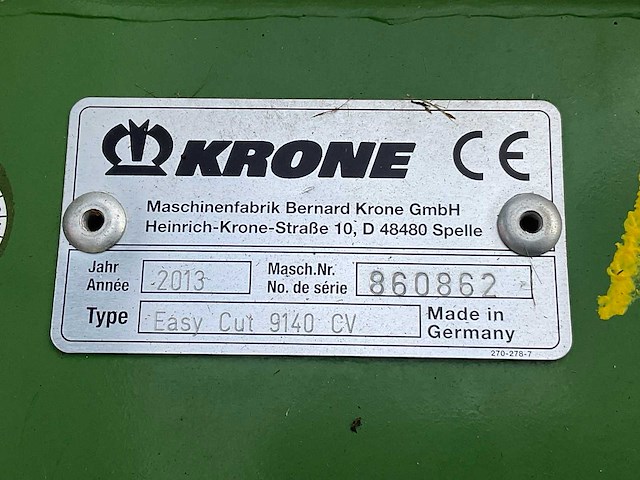 KRONE CE
Maschinenfabrik Bernard Krone GmbH
Heinrich-Krone-Straße 10, D 48480 Spelle
Jahr
Année 2013
Masch.Nr.
No. de série 860862
Type Easy Cut 9140 CV
Made in
Germany
270-278-7